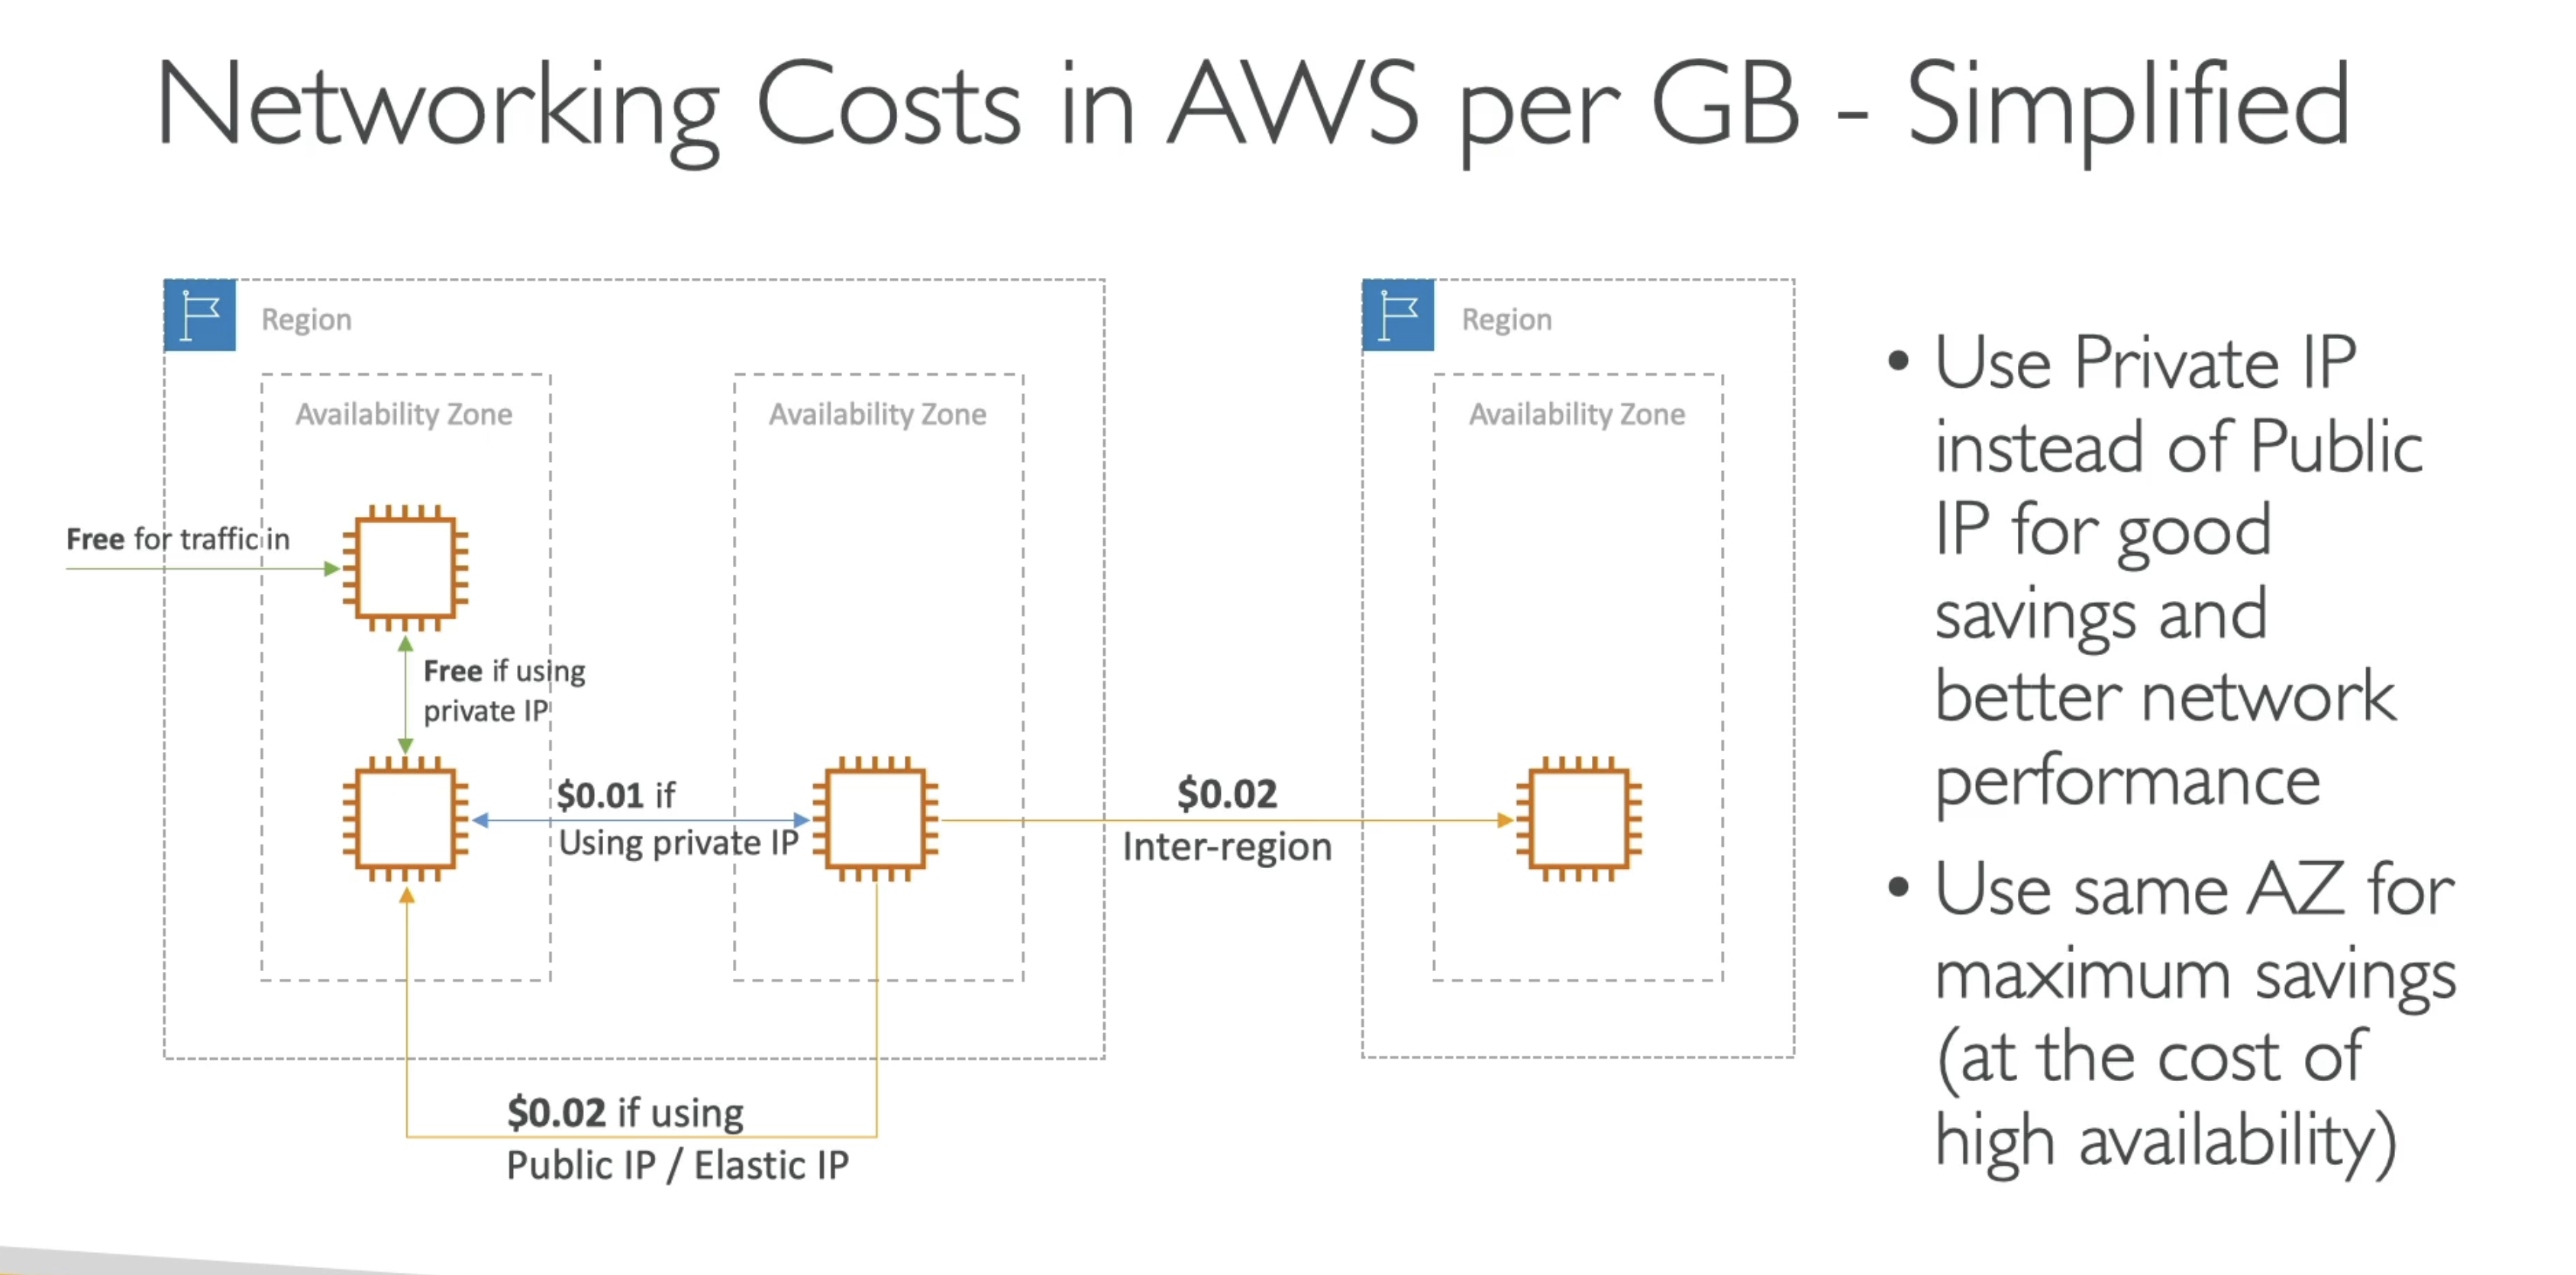 Networking Costs in AWS per GB - Simplified
Region
Availability Zone
Availability Zone
Free for traffic in
Free if using
private IP
$0.01 if
Using private IP
$0.02 if using
Public IP / Elastic IP
$0.02
Inter-region
Region
Availability Zone
• Use Private IP
instead of Public
IP for good
savings and
better network
performance
• Use same AZ for
maximum savings
(at the cost of
high availability)